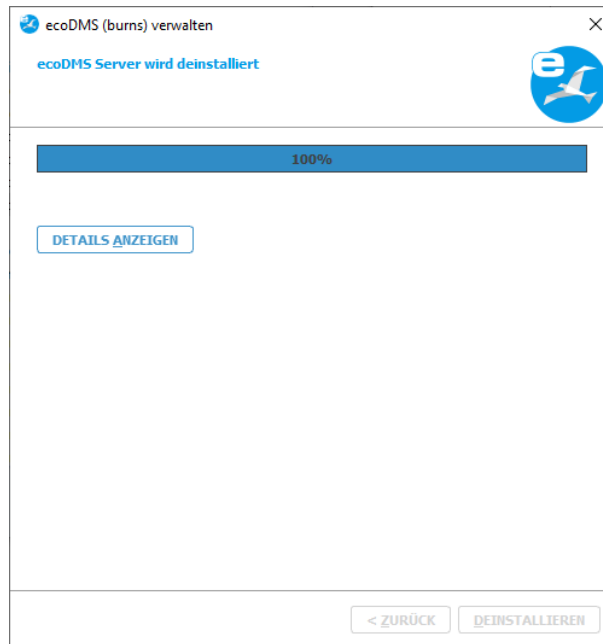 ecoDMS (burns) verwalten
ecoDMS Server wird deinstalliert
e
100%
DETAILS ANZEIGEN
< ZURÜCK
DEINSTALLIEREN